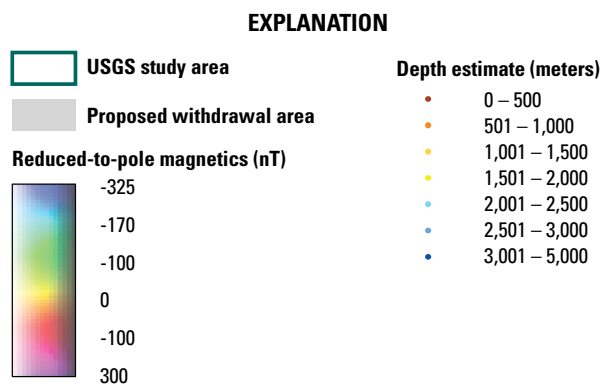 EXPLANATION
USGS study area
Proposed withdrawal area
Reduced-to-pole magnetics (nT)
-325
-170
-100
0
-100
300
Depth estimate (meters)
0 – 500
501 – 1,000
1,001 – 1,500
1,501 – 2,000
2,001 – 2,500
2,501 – 3,000
3,001 – 5,000